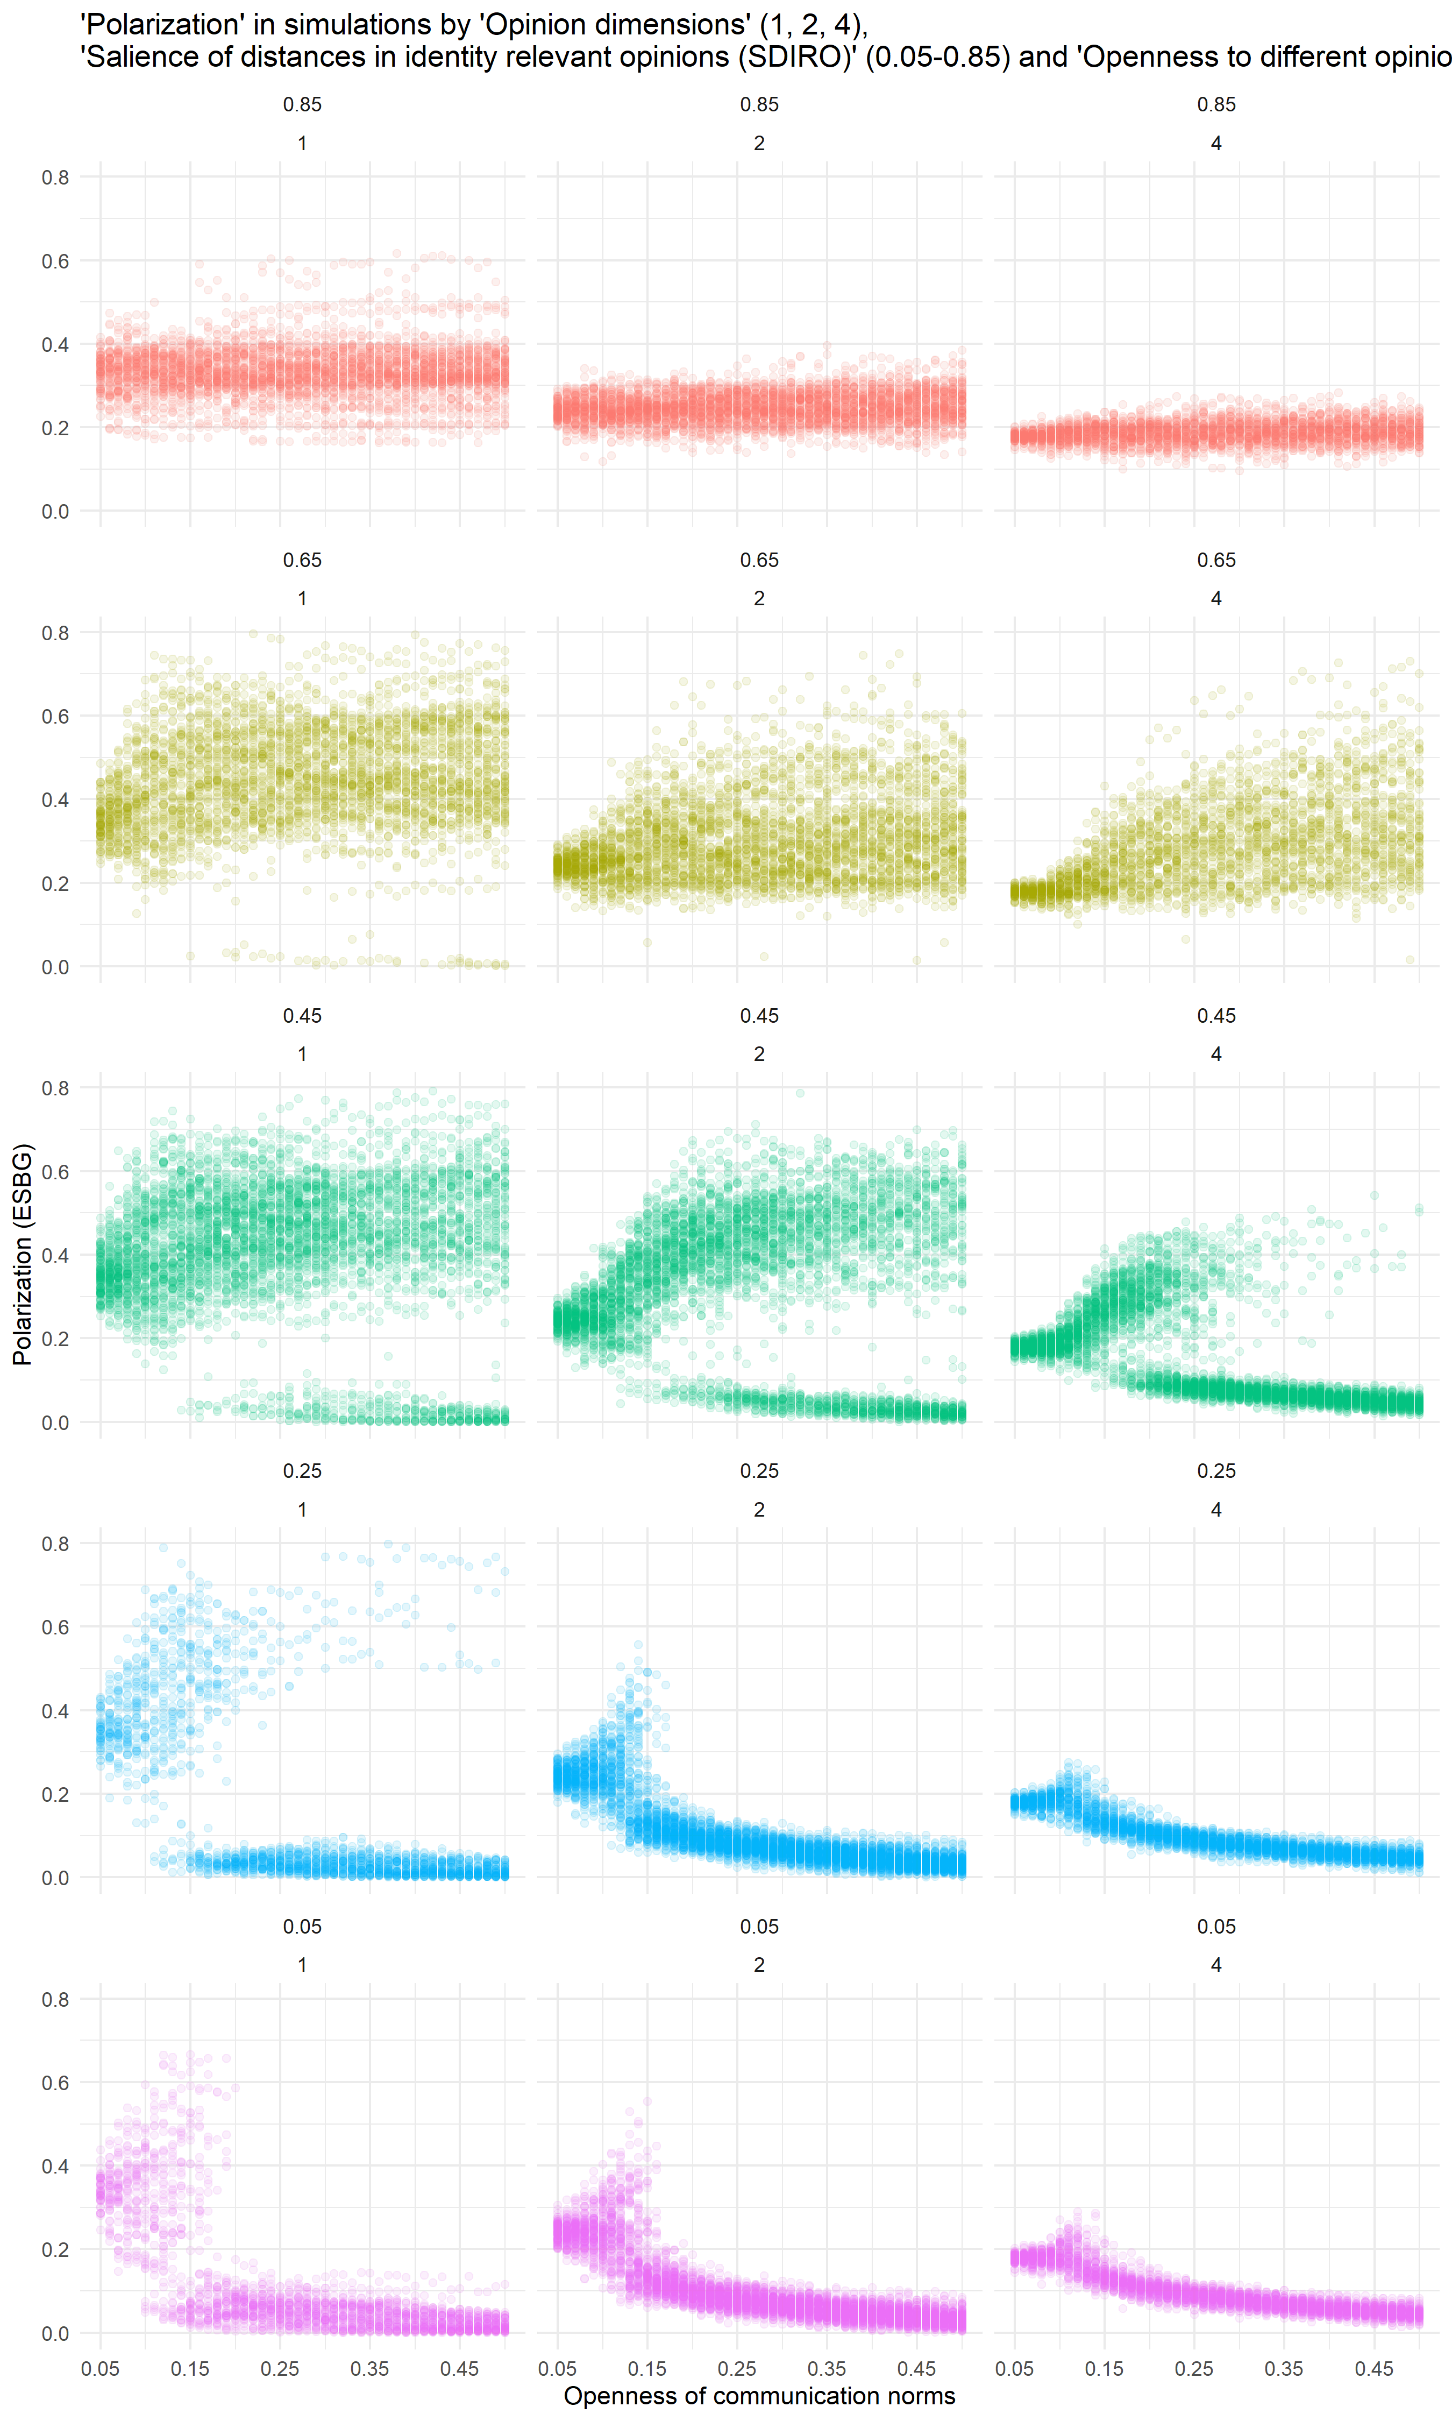 'Polarization' in simulations by 'Opinion dimensions' (1, 2, 4),
'Salience of distances in identity relevant opinions (SDIRO)' (0.05-0.85) and 'Openness to different opinio
0.85 0.85 0.85
1 2 4
0.8
0.6
0.4
0.2
0.0
0.65 0.65 0.65
1 2 4
0.8
0.6
0.4
0.2
0.0
0.45 0.45 0.45
1 2 4
0.8
0.6
0.4
0.2
0.0
Polarization (ESBG)
0.25 0.25 0.25
1 2 4
0.8
0.6
0.4
0.2
0.0
0.05 0.05 0.05
1 2 4
0.8
0.6
0.4
0.2
0.0
0.05 0.15 0.25 0.35 0.45 0.05 0.15 0.25 0.35 0.45 0.05 0.15 0.25 0.35 0.45
Openness of communication norms